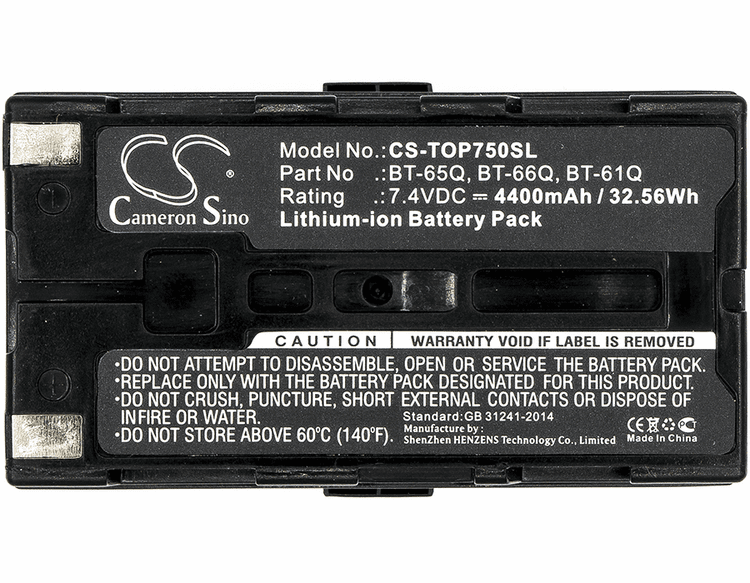 CS
Cameron Sino
Model No.:CS-TOP750SL
Part No .:BT-65Q, BT-66Q, BT-61Q
Rating .:7.4VDC ⎓ 4400mAh / 32.56Wh
Lithium-ion Battery Pack
CAUTION WARRANTY VOID IF LABEL IS REMOVED
•DO NOT ATTEMPT TO DISASSEMBLE, OPEN OR SERVICE THE BATTERY PACK.
•REPLACE ONLY WITH BATTERY PACK DESIGNATED FOR THIS PRODUCT.
•DO NOT CRUSH, PUNCTURE, SHORT EXTERNAL CONTACTS OR DISPOSE OF
INFIRE OR WATER.
•DO NOT STORE ABOVE 60°C (140°F).
Standard:GB 31241-2014
Manufacture by :
ShenZhen HENZENS Technology Co., Limited
CE
Made In China